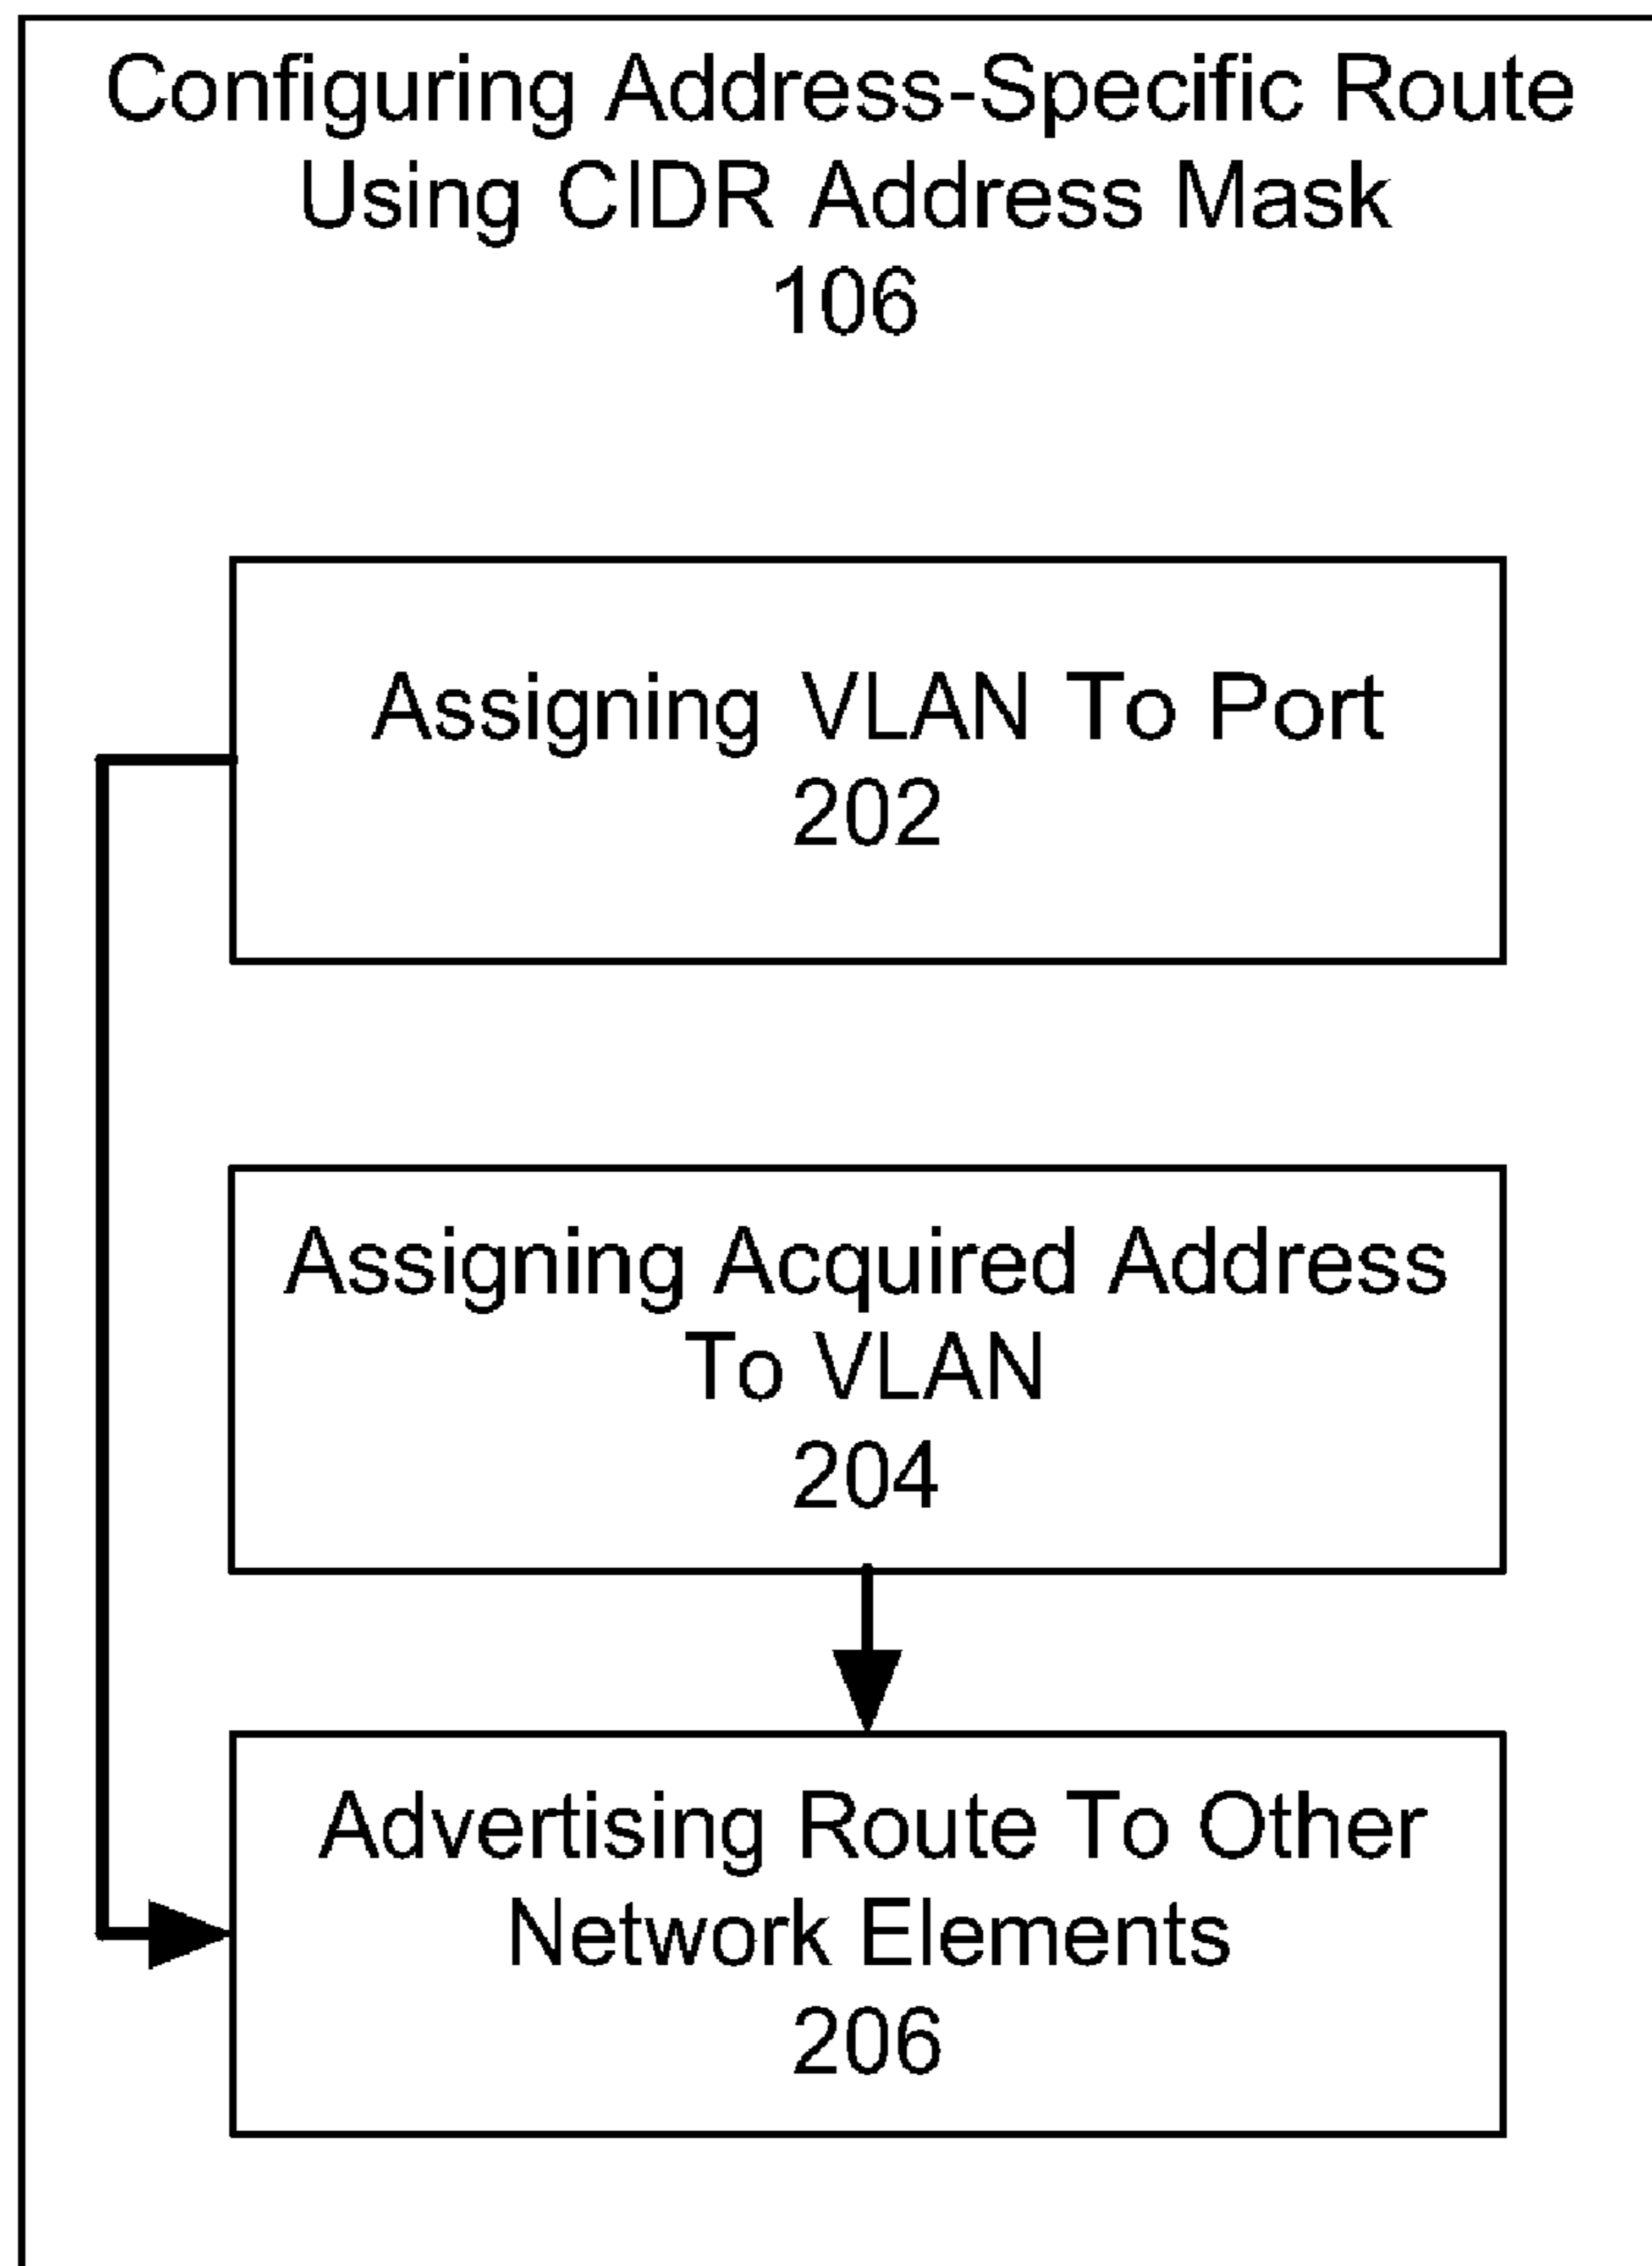 Configuring Address-Specific Route
Using CIDR Address Mask
106
Assigning VLAN To Port
202
Assigning Acquired Address
To VLAN
204
Advertising Route To Other
Network Elements
206